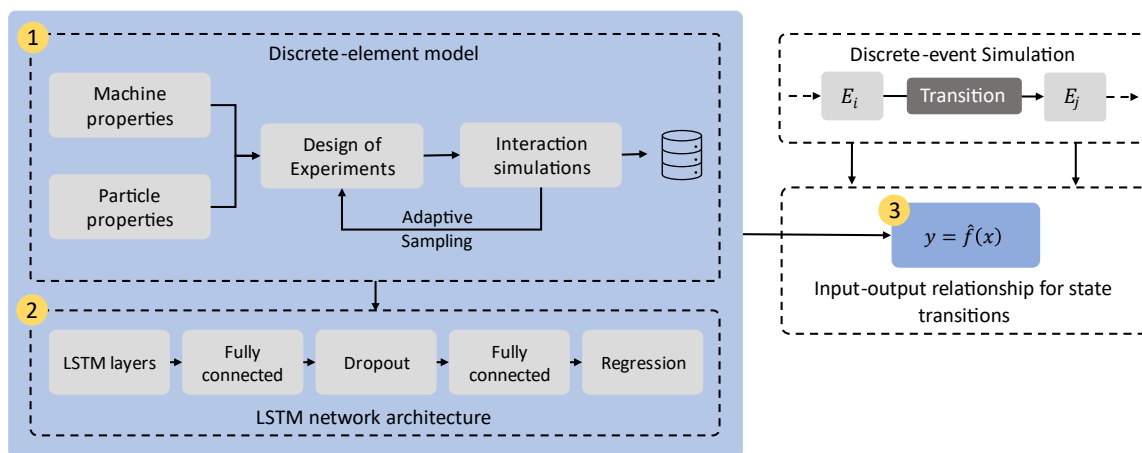 1
Discrete-element model
Machine
properties
Particle
properties
Design of
Experiments
Interaction
simulations
Adaptive
Sampling
2
LSTM layers
Fully
connected
Dropout
Fully
connected
Regression
LSTM network architecture
Discrete-event Simulation
E_i
Transition
E_j
3
y = f̂(x)
Input-output relationship for state
transitions